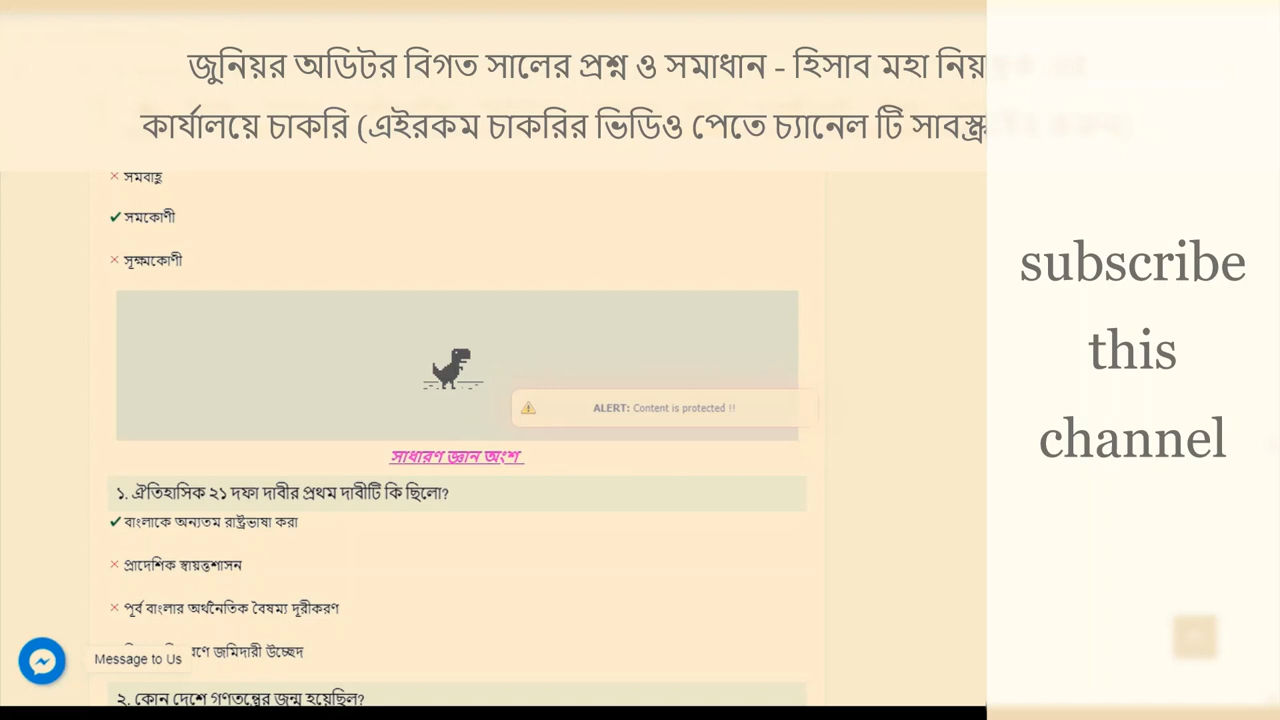 জুনিয়র অডিটর বিগত সালের প্রশ্ন ও সমাধান - হিসাব মহা
কার্যালয়ে চাকরি (এইরকম চাকরির ভিডিও পেতে চ্যানেল টি
× সমবাহু
✔ সমকোণী
× সূক্ষ্মকোণী
ALERT: Content is protected !!
সাধারণ জ্ঞান অংশ
১. ঐতিহাসিক ২১ দফা দাবীর প্রথম দাবীটি কি ছিলো?
✔ বাংলাকে অন্যতম রাষ্ট্রভাষা করা
× প্রাদেশিক স্বায়ত্তশাসন
× পূর্ব বাংলার অর্থনৈতিক বৈষম্য দূরীকরণ
জমিদারী উচ্ছেদ
Message to Us
২. কোন দেশে গণতন্ত্রের জন্ম হয়েছিল?
subscribe
this
channel